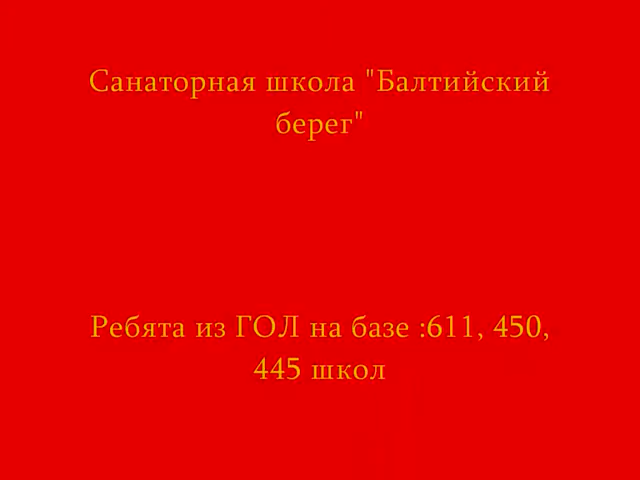 Санаторная школа "Балтийский
берег"
Ребята из ГОЛ на базе :611, 450,
445 школ